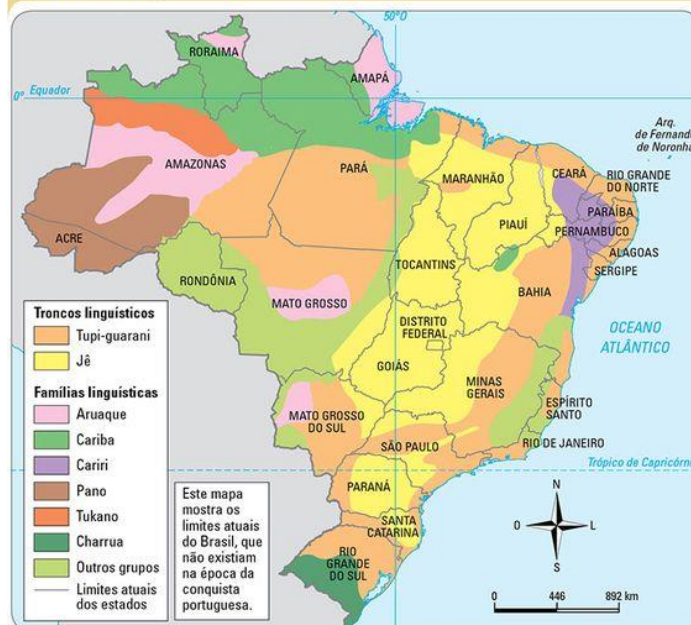 50°O
RORAIMA
AMAPÁ
0° Equador
Arq.
de Fernando
de Noronha
AMAZONAS
PARÁ
MARANHÃO
CEARÁ
RIO GRANDE
DO NORTE
PARAÍBA
PERNAMBUCO
ALAGOAS
SERGIPE
ACRE
PIAUÍ
TOCANTINS
RONDÔNIA
BAHIA
MATO GROSSO
DISTRITO
FEDERAL
GOIÁS
OCEANO
ATLÂNTICO
MINAS
GERAIS
ESPÍRITO
SANTO
MATO GROSSO
DO SUL
SÃO PAULO
RIO DE JANEIRO
Trópico de Capricórnio
PARANÁ
SANTA
CATARINA
RIO
GRANDE
DO SUL
Troncos linguísticos
Tupi-guarani
Jê
Famílias linguísticas
Aruaque
Cariba
Cariri
Pano
Tukano
Charrua
Outros grupos
Limites atuais
dos estados
Este mapa
mostra os
limites atuais
do Brasil, que
não existiam
na época da
conquista
portuguesa.
N
O L
S
0 446 892 km